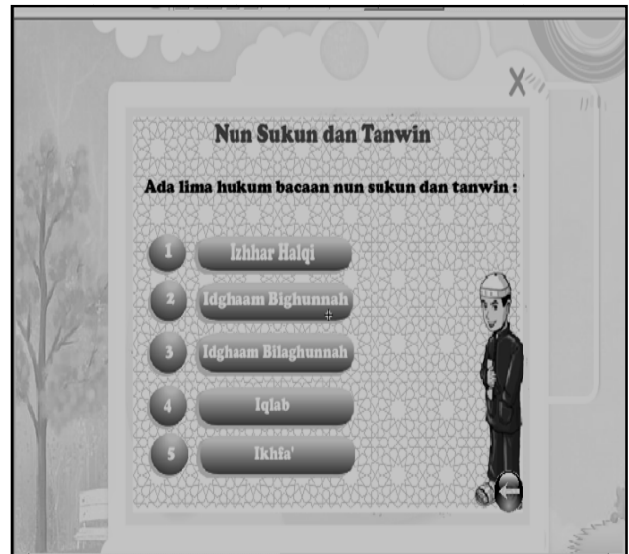 Nun Sukun dan Tanwin
Ada lima hukum bacaan nun sukun dan tanwin :
1 Izhhar Halqi
2 Idghaam Bighunnah
3 Idghaam Bilaghunnah
4 Iqlab
5 Ikhfa'